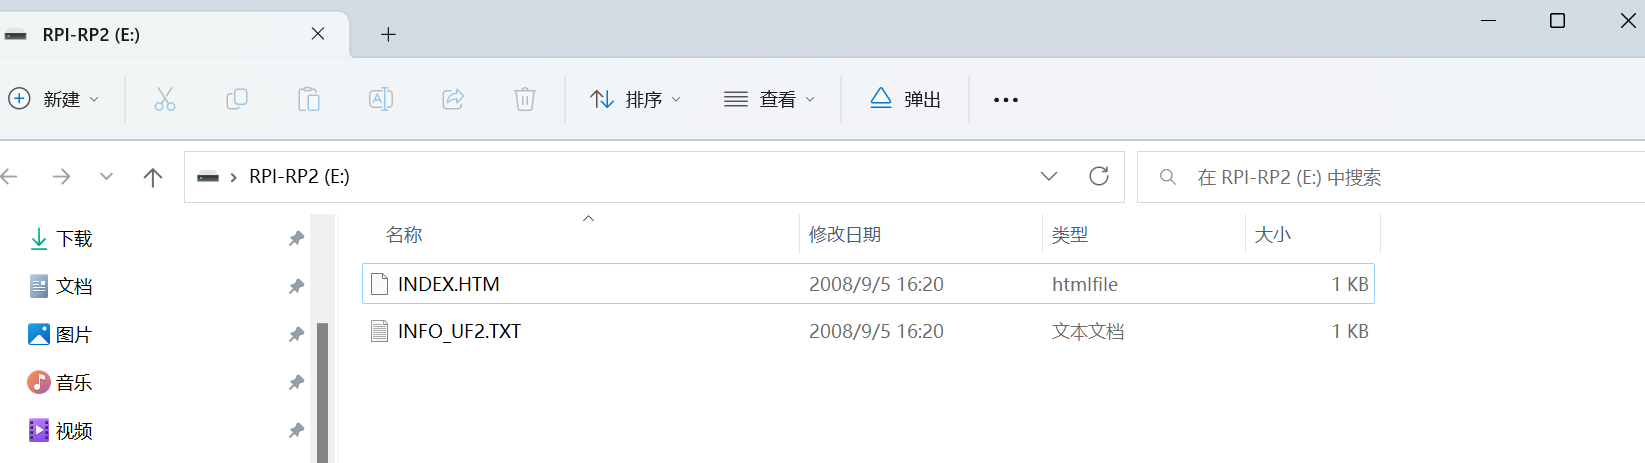 RPI-RP2 (E:)
新建 排序 查看 弹出
RPI-RP2 (E:) 在 RPI-RP2 (E:) 中搜索
名称 修改日期 类型 大小
下载
文档
图片
音乐
视频
INDEX.HTM 2008/9/5 16:20 htmlfile 1 KB
INFO_UF2.TXT 2008/9/5 16:20 文本文档 1 KB